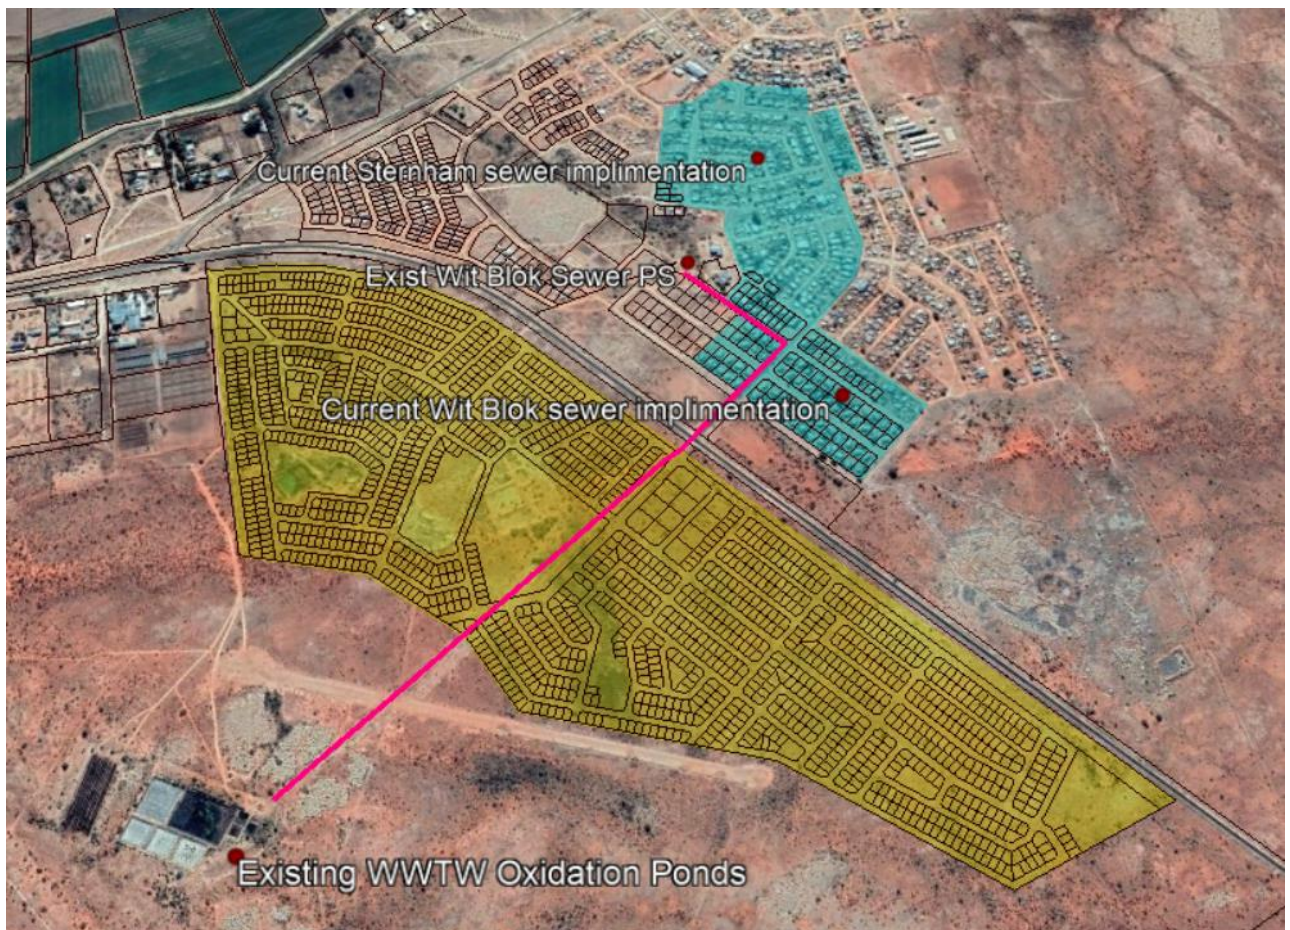 Current Sternham sewer implimentation
Exist Wit Blok Sewer PS
Current Wit Blok sewer implimentation
Existing WWTW Oxidation Ponds